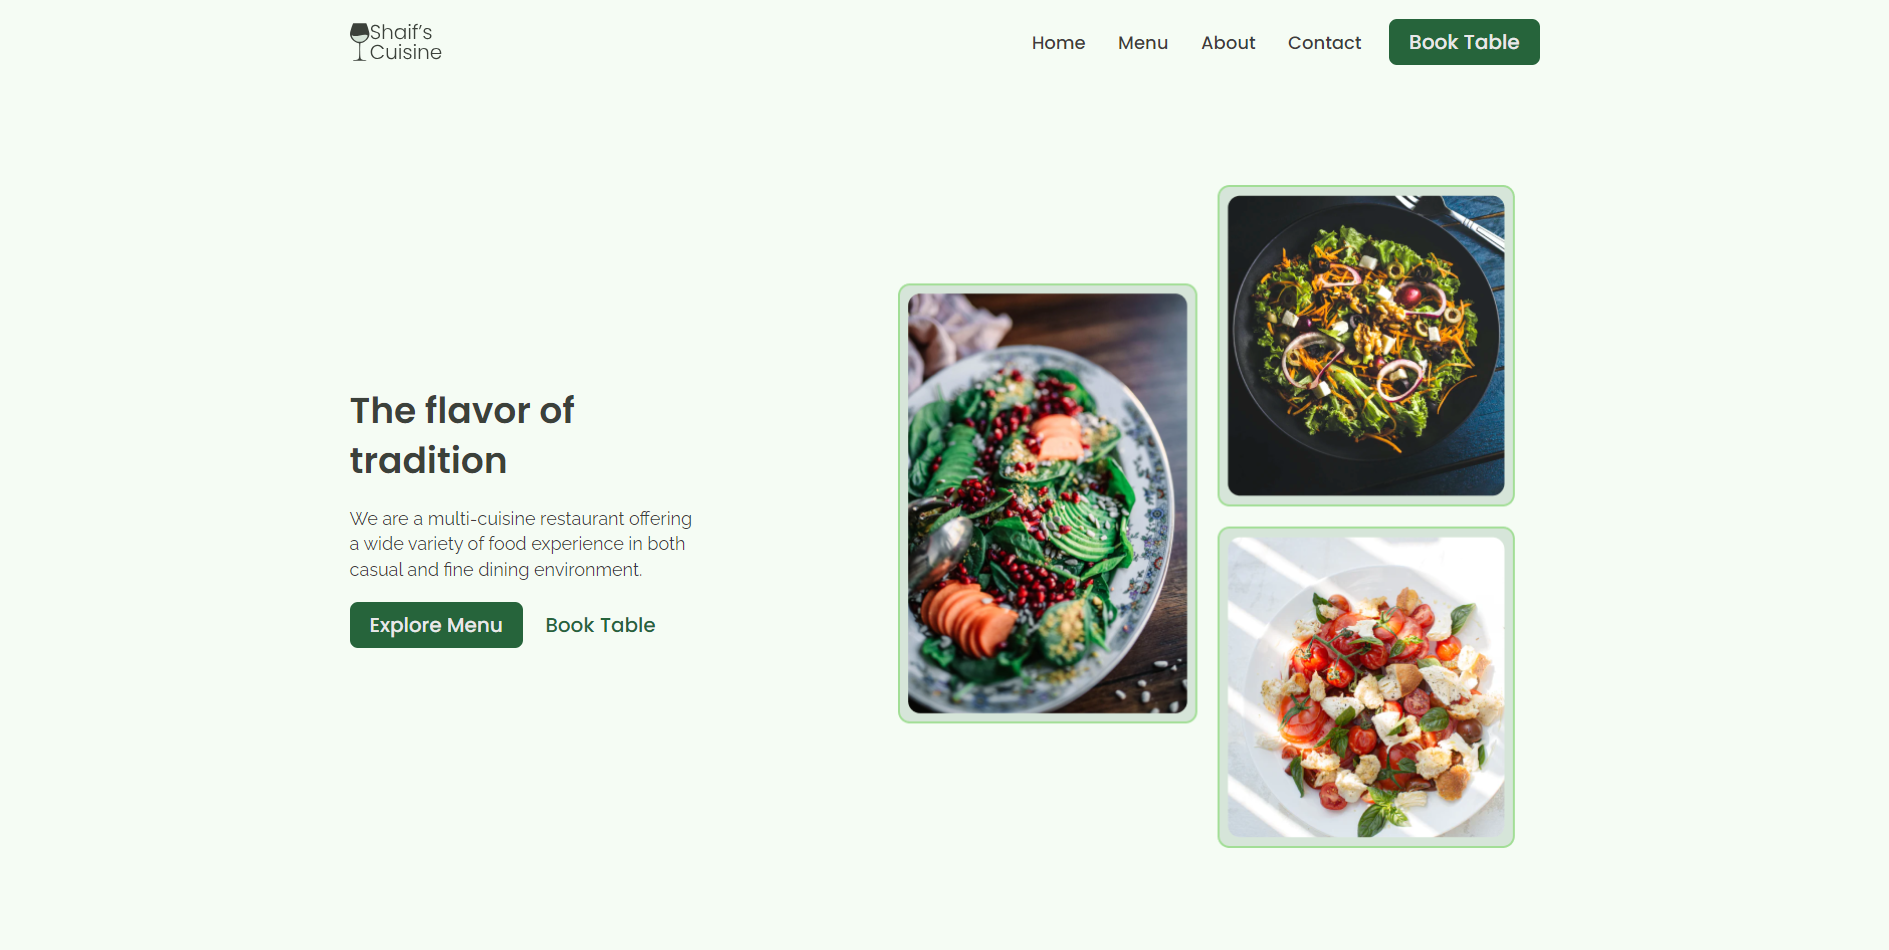 Shaif’s
Cuisine
Home Menu About Contact Book Table
The flavor of
tradition
We are a multi-cuisine restaurant offering
a wide variety of food experience in both
casual and fine dining environment.
Explore Menu Book Table